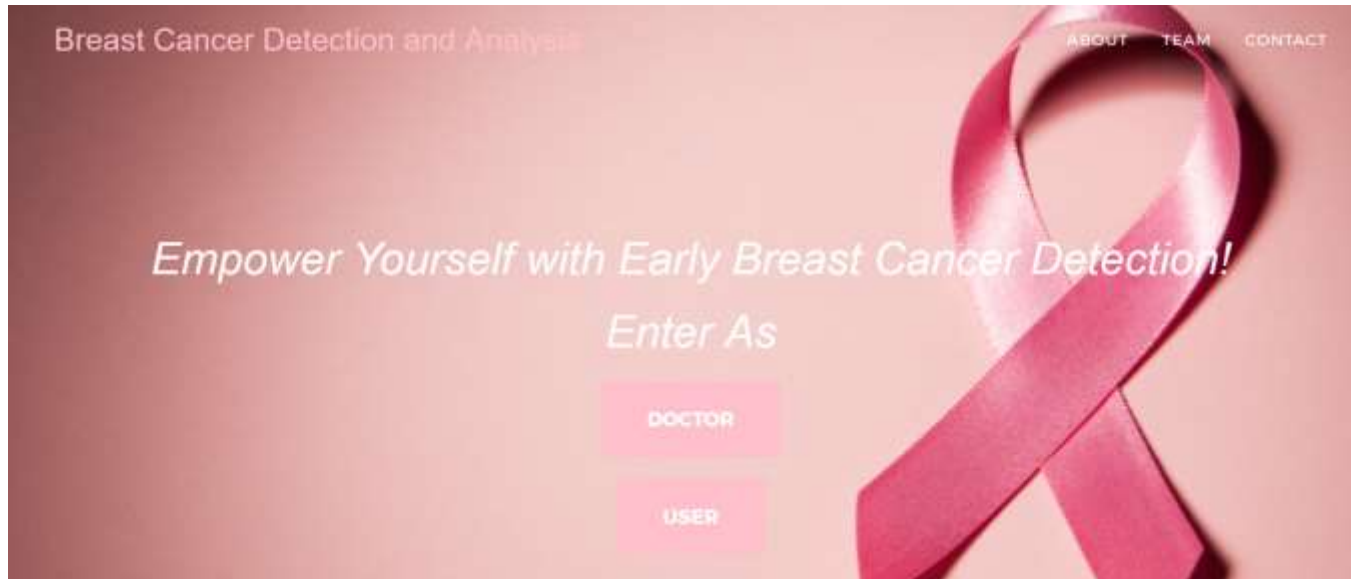 Breast Cancer Detection and Analysis
ABOUT TEAM CONTACT
Empower Yourself with Early Breast Cancer Detection!
Enter As
DOCTOR
USER